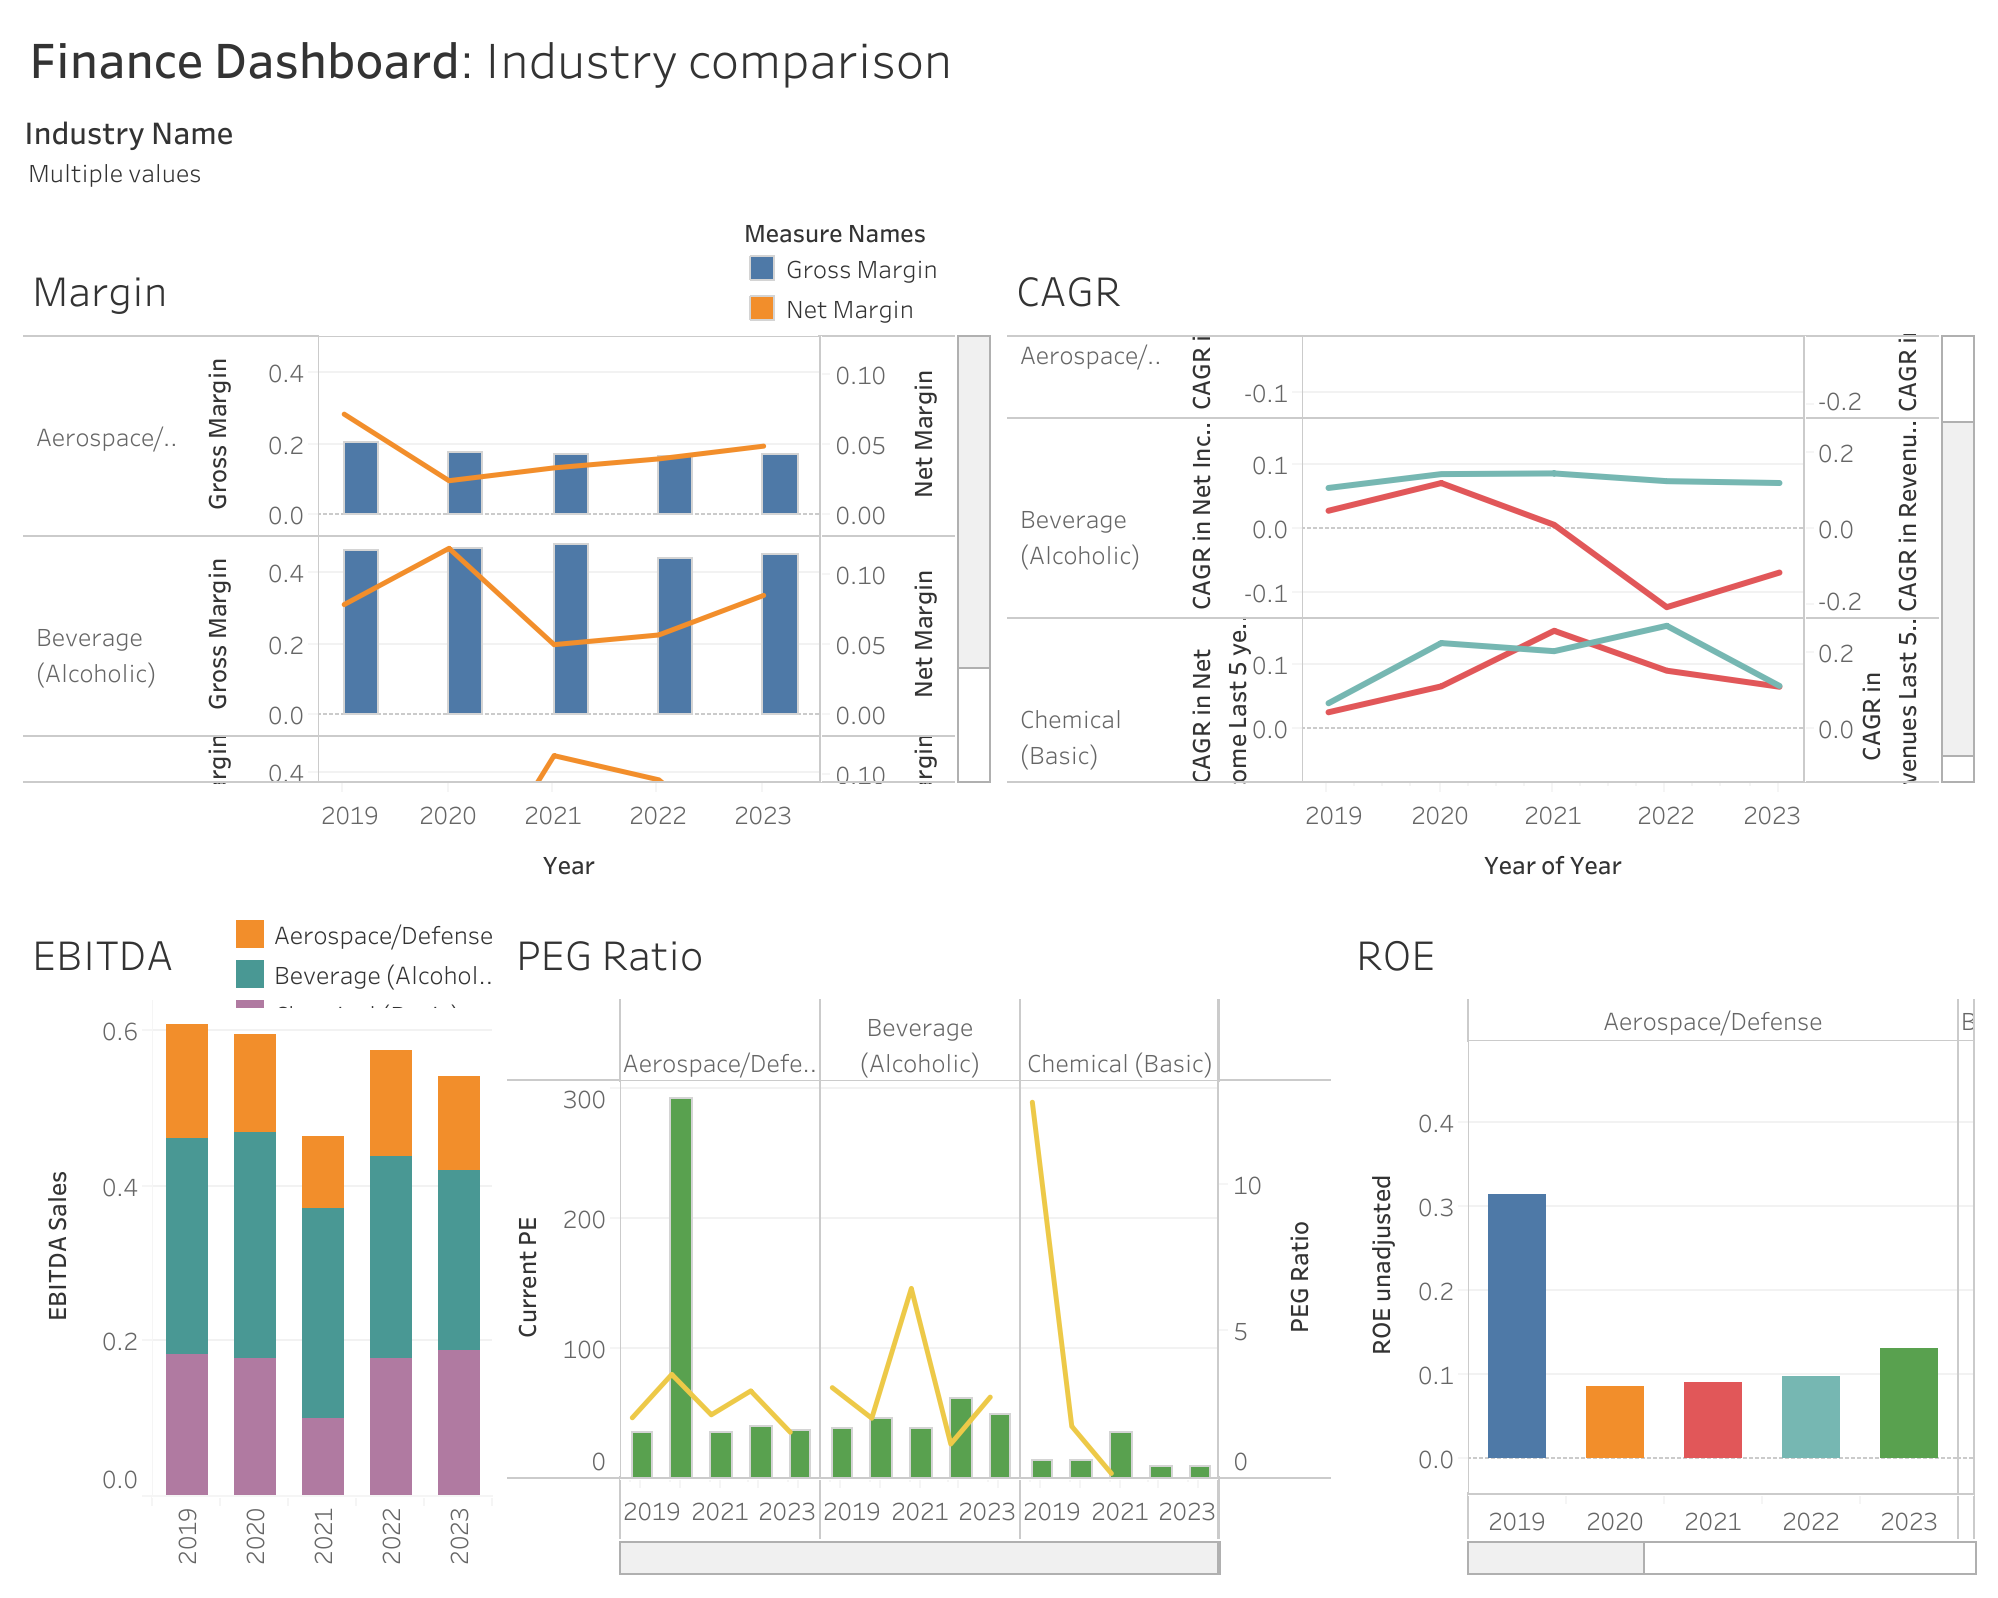 Finance Dashboard: Industry comparison
Industry Name
Multiple values
Measure Names
Gross Margin
Net Margin
Margin
Aerospace/..
Gross Margin
0.4
0.2
0.0
0.10
0.05
0.00
Net Margin
Beverage
(Alcoholic)
Gross Margin
0.4
0.2
0.0
0.10
0.05
0.00
Net Margin
0.4
0.10
2019
2020
2021
2022
2023
Year
CAGR
Aerospace/..
-0.1
-0.2
Beverage
(Alcoholic)
CAGR in Net Inc..
0.1
0.0
-0.1
0.2
0.0
-0.2
CAGR in Revenu..
Chemical
(Basic)
CAGR in Net
ome Last 5 ye..
0.1
0.0
0.2
0.0
CAGR in
venues Last 5..
2019
2020
2021
2022
2023
Year of Year
EBITDA
Aerospace/Defense
Beverage (Alcohol..
EBITDA Sales
0.6
0.4
0.2
0.0
2019
2020
2021
2022
2023
PEG Ratio
Aerospace/Defe..
Beverage
(Alcoholic)
Chemical (Basic)
Current PE
300
200
100
0
10
5
0
PEG Ratio
2019
2021
2023
2019
2021
2023
2019
2021
2023
ROE
Aerospace/Defense
ROE unadjusted
0.4
0.3
0.2
0.1
0.0
2019
2020
2021
2022
2023